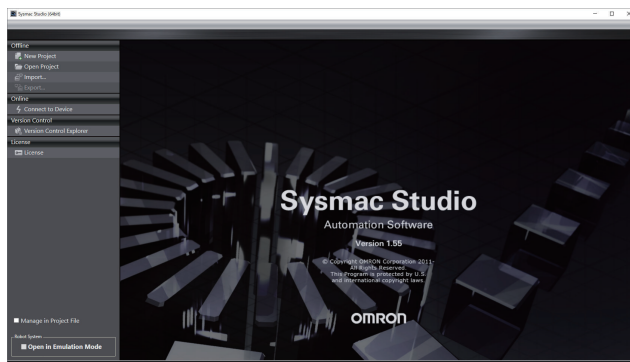 Sysmac Studio (64bit)
Offline
New Project
Open Project
Import...
Export...
Online
Connect to Device
Version Control
Version Control Explorer
License
License
Sysmac Studio
Automation Software
Version 1.55
© Copyright OMRON Corporation 2011-
All Rights Reserved.
This Program is protected by U.S.
and international copyright laws.
OMRON
Manage in Project File
Robot System
Open in Emulation Mode